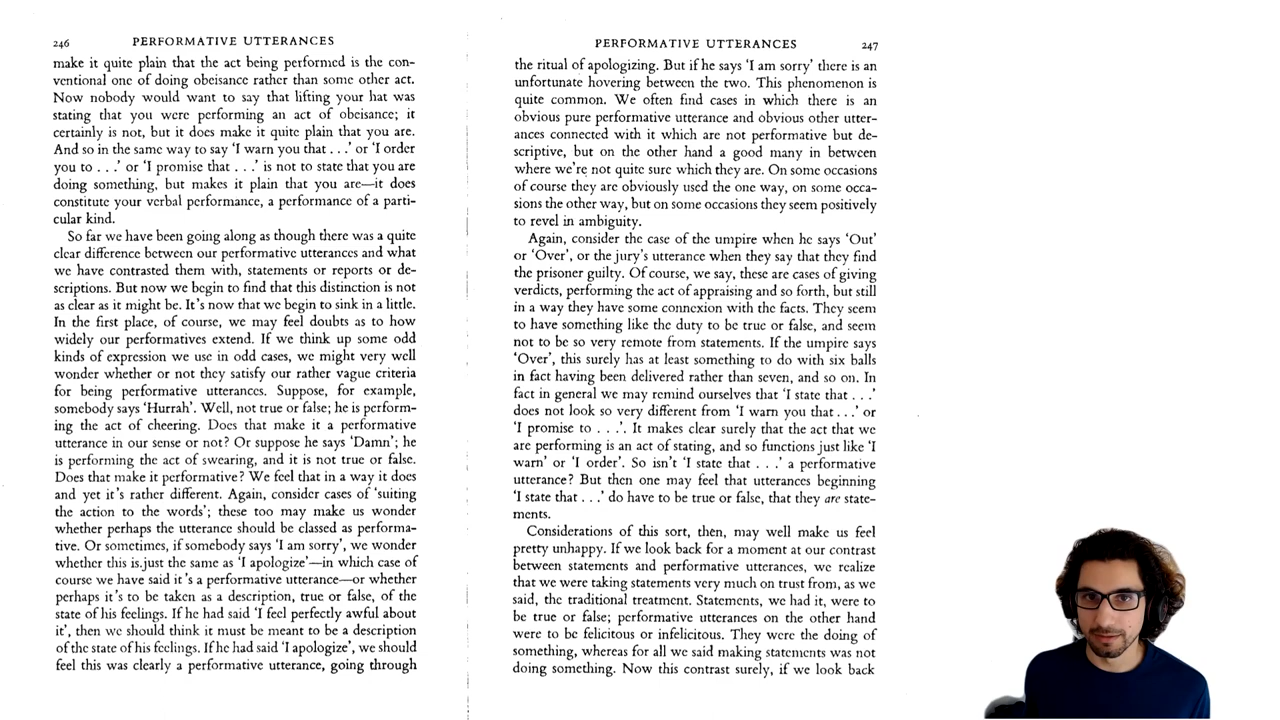 246 PERFORMATIVE UTTERANCES
make it quite plain that the act being performed is the con-
ventional one of doing obeisance rather than some other act.
Now nobody would want to say that lifting your hat was
stating that you were performing an act of obeisance; it
certainly is not, but it does make it quite plain that you are.
And so in the same way to say 'I warn you that . . .' or 'I order
you to . . .' or 'I promise that . . .' is not to state that you are
doing something, but makes it plain that you are—it does
constitute your verbal performance, a performance of a parti-
cular kind.
So far we have been going along as though there was a quite
clear difference between our performative utterances and what
we have contrasted them with, statements or reports or de-
scriptions. But now we begin to find that this distinction is not
as clear as it might be. It's now that we begin to sink in a little.
In the first place, of course, we may feel doubts as to how
widely our performatives extend. If we think up some odd
kinds of expression we use in odd cases, we might very well
wonder whether or not they satisfy our rather vague criteria
for being performative utterances. Suppose, for example,
somebody says 'Hurrah'. Well, not true or false; he is perform-
ing the act of cheering. Does that make it a performative
utterance in our sense or not? Or suppose he says 'Damn'; he
is performing the act of swearing, and it is not true or false.
Does that make it performative? We feel that in a way it does
and yet it's rather different. Again, consider cases of 'suiting
the action to the words'; these too may make us wonder
whether perhaps the utterance should be classed as performa-
tive. Or sometimes, if somebody says 'I am sorry', we wonder
whether this is just the same as 'I apologize'—in which case of
course we have said it's a performative utterance—or whether
perhaps it's to be taken as a description, true or false, of the
state of his feelings. If he had said 'I feel perfectly awful about
it', then we should think it must be meant to be a description
of the state of his feelings. If he had said 'I apologize', we should
feel this was clearly a performative utterance, going through
PERFORMATIVE UTTERANCES 247
the ritual of apologizing. But if he says 'I am sorry' there is an
unfortunate hovering between the two. This phenomenon is
quite common. We often find cases in which there is an
obvious pure performative utterance and obvious other utter-
ances connected with it which are not performative but de-
scriptive, but on the other hand a good many in between
where we're not quite sure which they are. On some occasions
of course they are obviously used the one way, on some occa-
sions the other way, but on some occasions they seem positively
to revel in ambiguity.
Again, consider the case of the umpire when he says 'Out'
or 'Over', or the jury's utterance when they say that they find
the prisoner guilty. Of course, we say, these are cases of giving
verdicts, performing the act of appraising and so forth, but still
in a way they have some connexion with the facts. They seem
to have something like the duty to be true or false, and seem
not to be so very remote from statements. If the umpire says
'Over', this surely has at least something to do with six balls
in fact having been delivered rather than seven, and so on. In
fact in general we may remind ourselves that 'I state that . . .'
does not look so very different from 'I warn you that . . .' or
'I promise to . . .'. It makes clear surely that the act that we
are performing is an act of stating, and so functions just like 'I
warn' or 'I order'. So isn't 'I state that . . .' a performative
utterance? But then one may feel that utterances beginning
'I state that . . .' do have to be true or false, that they are state-
ments.
Considerations of this sort, then, may well make us feel
pretty unhappy. If we look back for a moment at our contrast
between statements and performative utterances, we realize
that we were taking statements very much on trust from, as we
said, the traditional treatment. Statements, we had it, were to
be true or false; performative utterances on the other hand
were to be felicitous or infelicitous. They were the doing of
something, whereas for all we said making statements was not
doing something. Now this contrast surely, if we look back